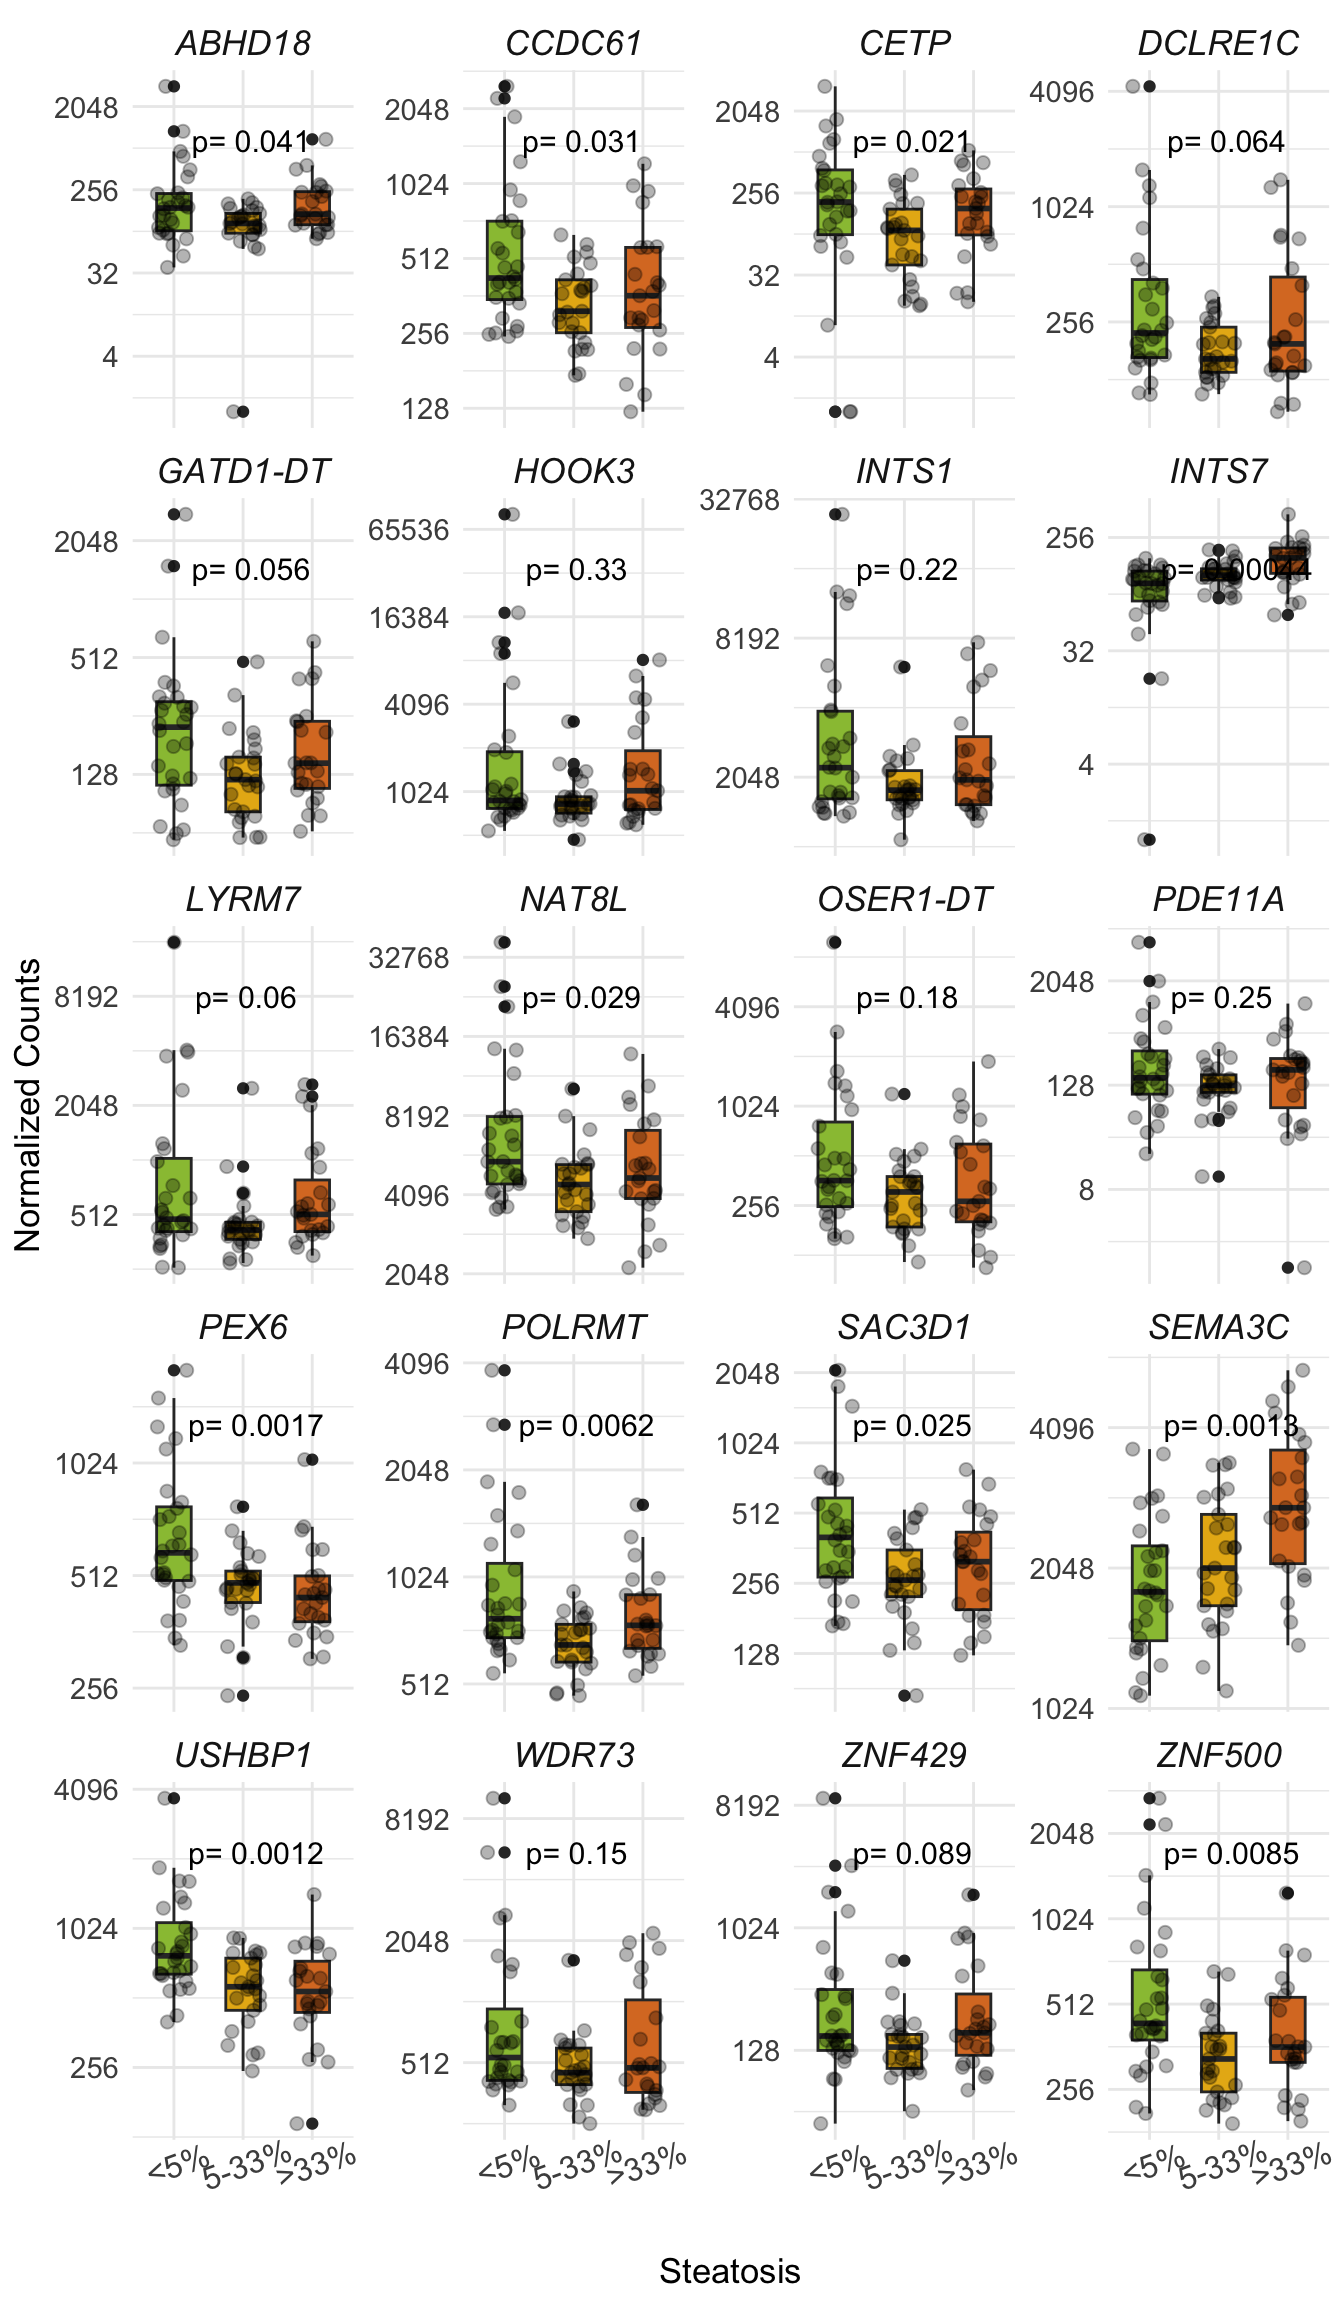 ABHD18 CCDC61 CETP DCLRE1C
2048
256
32
4
p= 0.041
2048
1024
512
256
128
p= 0.031
2048
256
32
4
p= 0.021
4096
1024
256
p= 0.064
GATD1-DT HOOK3 INTS1 INTS7
2048
512
128
p= 0.056
65536
16384
4096
1024
p= 0.33
32768
8192
2048
p= 0.22
256
32
4
p= 0.00044
LYRM7 NAT8L OSER1-DT PDE11A
8192
2048
512
p= 0.06
32768
16384
8192
4096
2048
p= 0.029
4096
1024
256
p= 0.18
2048
128
8
p= 0.25
Normalized Counts
PEX6 POLRMT SAC3D1 SEMA3C
1024
512
256
p= 0.0017
4096
2048
1024
512
p= 0.0062
2048
1024
512
256
128
p= 0.025
4096
2048
1024
p= 0.0013
USHBP1 WDR73 ZNF429 ZNF500
4096
1024
256
p= 0.0012
8192
2048
512
p= 0.15
8192
1024
128
p= 0.089
2048
1024
512
256
p= 0.0085
<5% 5-33% >33% <5% 5-33% >33% <5% 5-33% >33% <5% 5-33% >33%
Steatosis